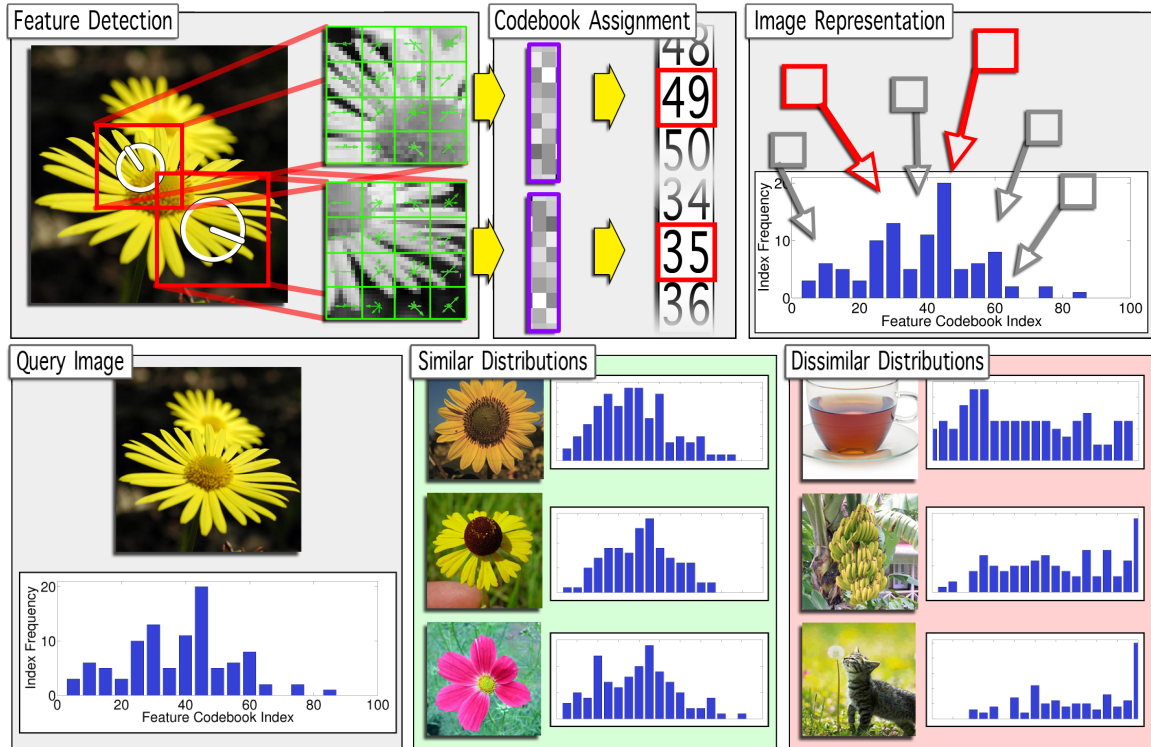 Feature Detection
Codebook Assignment
48
49
50
34
35
36
Image Representation
Index Frequency
20
10
0
0
20
40
60
80
100
Feature Codebook Index
Query Image
Index Frequency
20
10
0
0
20
40
60
80
100
Feature Codebook Index
Similar Distributions
Dissimilar Distributions